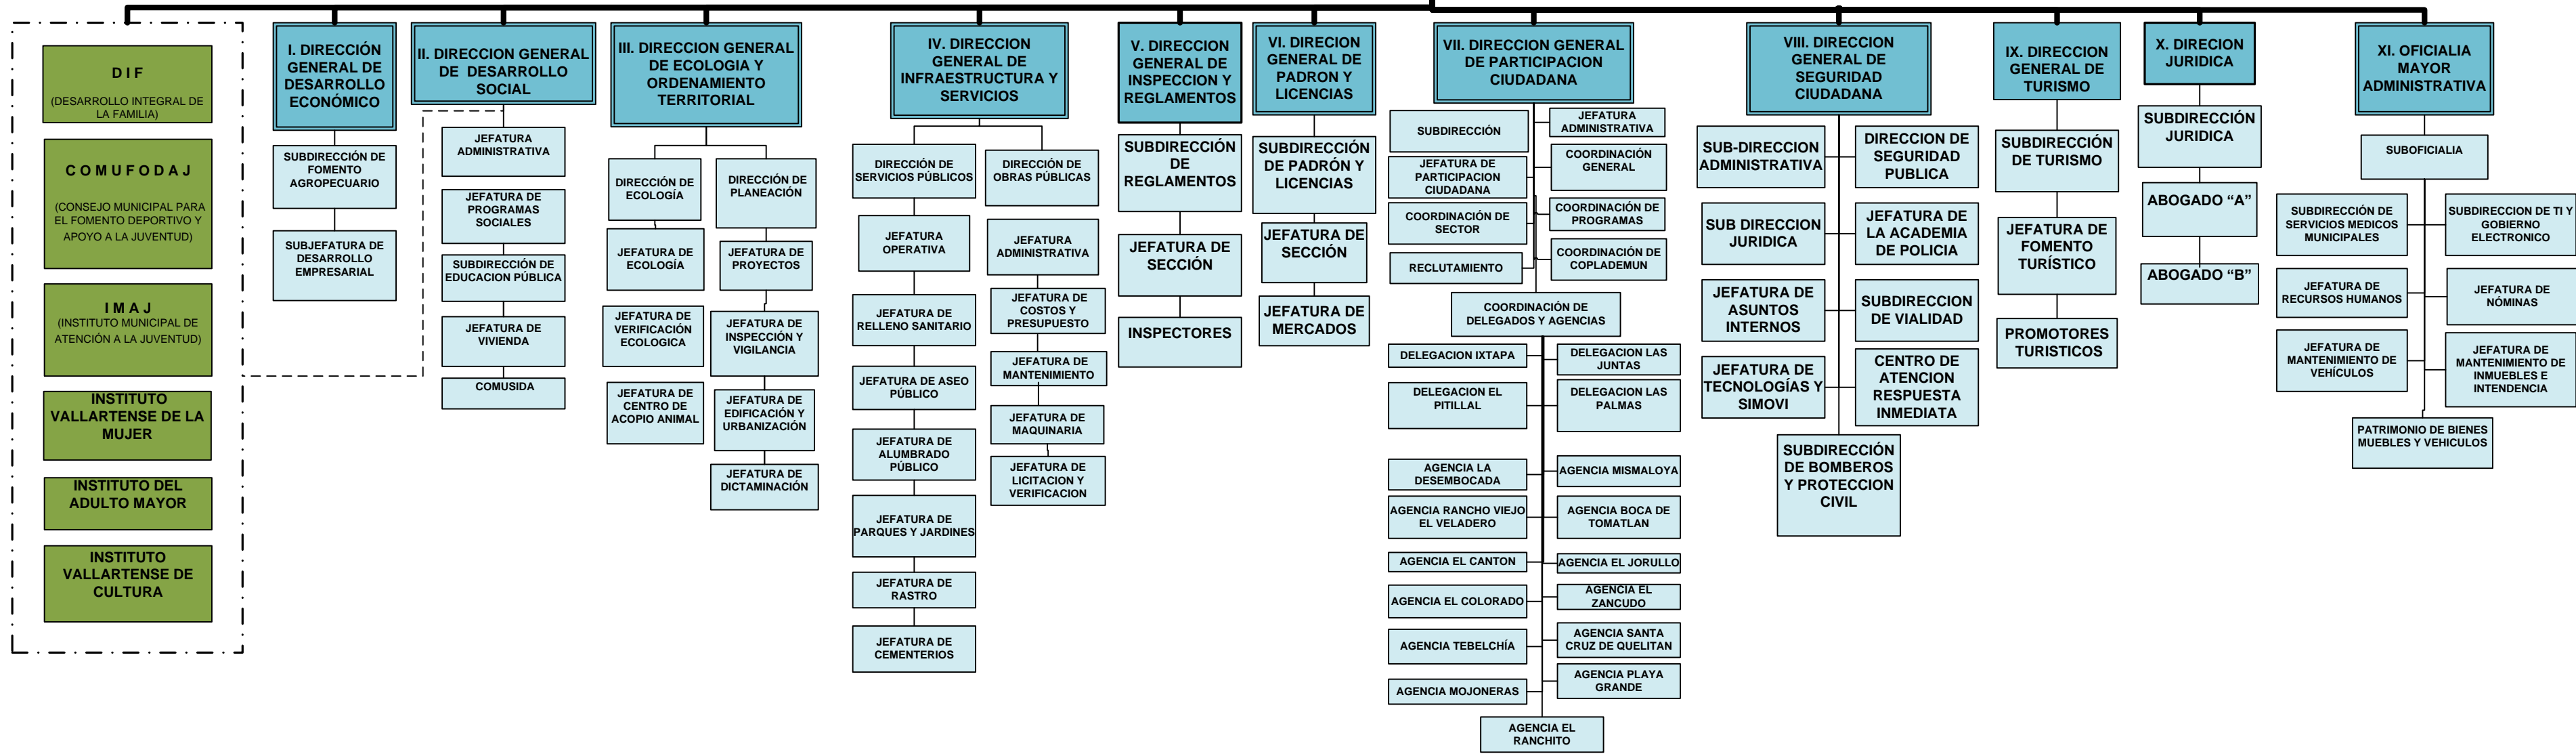 D I F
(DESARROLLO INTEGRAL DE
LA FAMILIA)
C O M U F O D A J
(CONSEJO MUNICIPAL PARA
EL FOMENTO DEPORTIVO Y
APOYO A LA JUVENTUD)
I M A J
(INSTITUTO MUNICIPAL DE
ATENCIÓN A LA JUVENTUD)
INSTITUTO
VALLARTENSE DE LA
MUJER
INSTITUTO DEL
ADULTO MAYOR
INSTITUTO
VALLARTENSE DE
CULTURA
I. DIRECCIÓN
GENERAL DE
DESARROLLO
ECONÓMICO
SUBDIRECCIÓN DE
FOMENTO
AGROPECUARIO
SUBJEFATURA DE
DESARROLLO
EMPRESARIAL
II. DIRECCION GENERAL
DE DESARROLLO
SOCIAL
JEFATURA
ADMINISTRATIVA
JEFATURA DE
PROGRAMAS
SOCIALES
SUBDIRECCIÓN DE
EDUCACION PÚBLICA
JEFATURA DE
VIVIENDA
COMUSIDA
III. DIRECCION GENERAL
DE ECOLOGIA Y
ORDENAMIENTO
TERRITORIAL
DIRECCIÓN DE
ECOLOGÍA
JEFATURA DE
ECOLOGÍA
JEFATURA DE
VERIFICACIÓN
ECOLOGICA
JEFATURA DE
CENTRO DE
ACOPIO ANIMAL
DIRECCIÓN DE
PLANEACIÓN
JEFATURA DE
PROYECTOS
JEFATURA DE
INSPECCIÓN Y
VIGILANCIA
JEFATURA DE
EDIFICACIÓN Y
URBANIZACIÓN
JEFATURA DE
DICTAMINACIÓN
IV. DIRECCION
GENERAL DE
INFRAESTRUCTURA Y
SERVICIOS
DIRECCIÓN DE
SERVICIOS PÚBLICOS
JEFATURA
OPERATIVA
JEFATURA DE
RELLENO SANITARIO
JEFATURA DE ASEO
PÚBLICO
JEFATURA DE
ALUMBRADO
PÚBLICO
JEFATURA DE
PARQUES Y JARDINES
JEFATURA DE
RASTRO
JEFATURA DE
CEMENTERIOS
DIRECCIÓN DE
OBRAS PÚBLICAS
JEFATURA
ADMINISTRATIVA
JEFATURA DE
COSTOS Y
PRESUPUESTO
JEFATURA DE
MANTENIMIENTO
JEFATURA DE
MAQUINARIA
JEFATURA DE
LICITACION Y
VERIFICACION
V. DIRECCION
GENERAL DE
INSPECCION Y
REGLAMENTOS
SUBDIRECCIÓN
DE
REGLAMENTOS
JEFATURA DE
SECCIÓN
INSPECTORES
VI. DIRECION
GENERAL DE
PADRON Y
LICENCIAS
SUBDIRECCIÓN
DE PADRÓN Y
LICENCIAS
JEFATURA DE
SECCIÓN
JEFATURA DE
MERCADOS
VII. DIRECCION GENERAL
DE PARTICIPACION
CIUDADANA
SUBDIRECCIÓN
JEFATURA DE
PARTICIPACION
CIUDADANA
COORDINACIÓN DE
SECTOR
RECLUTAMIENTO
JEFATURA
ADMINISTRATIVA
COORDINACIÓN
GENERAL
COORDINACIÓN DE
PROGRAMAS
COORDINACIÓN DE
COPLADEMUN
COORDINACIÓN DE
DELEGADOS Y AGENCIAS
DELEGACION IXTAPA
DELEGACION LAS
JUNTAS
DELEGACION EL
PITILLAL
DELEGACION LAS
PALMAS
AGENCIA LA
DESEMBOCADA
AGENCIA MISMALOYA
AGENCIA RANCHO VIEJO
EL VELADERO
AGENCIA BOCA DE
TOMATLAN
AGENCIA EL CANTON
AGENCIA EL JORULLO
AGENCIA EL COLORADO
AGENCIA EL
ZANCUDO
AGENCIA TEBELCHÍA
AGENCIA SANTA
CRUZ DE QUELITAN
AGENCIA MOJONERAS
AGENCIA PLAYA
GRANDE
AGENCIA EL
RANCHITO
VIII. DIRECCION
GENERAL DE
SEGURIDAD
CIUDADANA
SUB-DIRECCION
ADMINISTRATIVA
DIRECCION DE
SEGURIDAD
PUBLICA
SUB DIRECCION
JURIDICA
JEFATURA DE
LA ACADEMIA
DE POLICIA
JEFATURA DE
ASUNTOS
INTERNOS
SUBDIRECCION
DE VIALIDAD
JEFATURA DE
TECNOLOGÍAS Y
SIMOVI
CENTRO DE
ATENCION
RESPUESTA
INMEDIATA
SUBDIRECCIÓN
DE BOMBEROS
Y PROTECCION
CIVIL
IX. DIRECCION
GENERAL DE
TURISMO
SUBDIRECCIÓN
DE TURISMO
JEFATURA DE
FOMENTO
TURÍSTICO
PROMOTORES
TURISTICOS
X. DIRECION
JURIDICA
SUBDIRECCIÓN
JURIDICA
ABOGADO “A”
ABOGADO “B”
XI. OFICIALIA
MAYOR
ADMINISTRATIVA
SUBOFICIALIA
SUBDIRECCIÓN DE
SERVICIOS MEDICOS
MUNICIPALES
SUBDIRECCION DE TI Y
GOBIERNO
ELECTRONICO
JEFATURA DE
RECURSOS HUMANOS
JEFATURA DE
NÓMINAS
JEFATURA DE
MANTENIMIENTO DE
VEHÍCULOS
JEFATURA DE
MANTENIMIENTO DE
INMUEBLES E
INTENDENCIA
PATRIMONIO DE BIENES
MUEBLES Y VEHICULOS